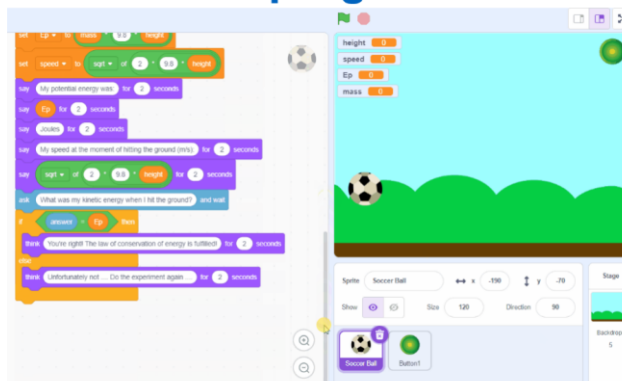 set Ep to mass * 9.8 * height
set speed to sqrt of 2 * 9.8 * height
say My potential energy was: for 2 seconds
say Ep for 2 seconds
say Joules for 2 seconds
say My speed at the moment of hitting the ground (m/s): for 2 seconds
say sqrt of 2 * 9.8 * height for 2 seconds
ask What was my kinetic energy when I hit the ground? and wait
if answer = Ep then
think You're right! The law of conservation of energy is fulfilled! for 2 seconds
else
think Unfortunately not ... Do the experiment again ... for 2 seconds
height 0
speed 0
Ep 0
mass 0
Sprite Soccer Ball x -190 y -70
Show Size 120 Direction 90
Soccer Ball
Button1
Stage
Backdrop
5